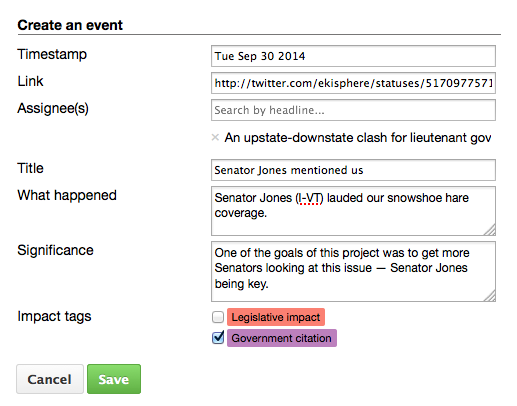 Create an event
Timestamp
Tue Sep 30 2014
Link
http://twitter.com/ekisphere/statuses/5170977571
Assignee(s)
Search by headline...
× An upstate-downstate clash for lieutenant gov
Title
Senator Jones mentioned us
What happened
Senator Jones (I-VT) lauded our snowshoe hare
coverage.
Significance
One of the goals of this project was to get more
Senators looking at this issue — Senator Jones
being key.
Impact tags
Legislative impact
Government citation
Cancel Save